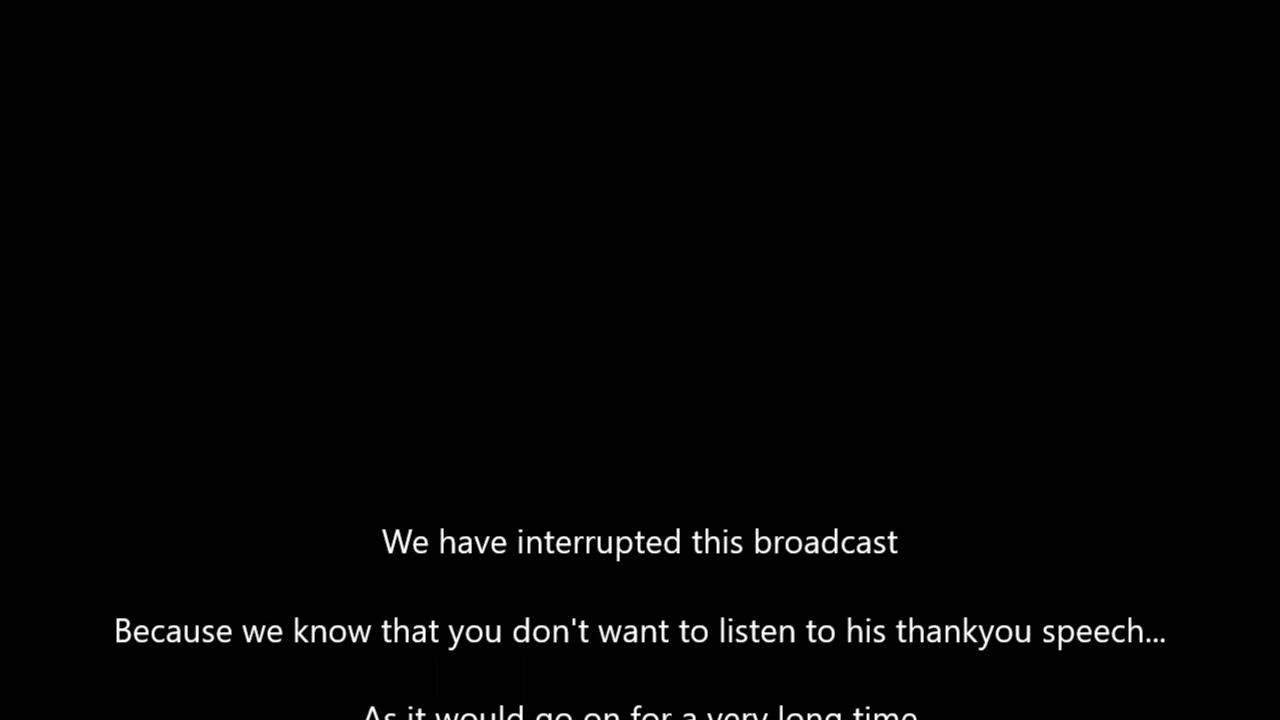 We have interrupted this broadcast
Because we know that you don't want to listen to his thankyou speech...
As it would go on for a very long time